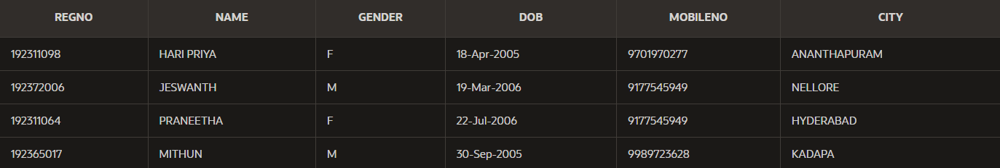 REGNO NAME GENDER DOB MOBILENO CITY
192311098 HARI PRIYA F 18-Apr-2005 9701970277 ANANTHAPURAM
192372006 JESWANTH M 19-Mar-2006 9177545949 NELLORE
192311064 PRANEETHA F 22-Jul-2006 9177545949 HYDERABAD
192365017 MITHUN M 30-Sep-2005 9989723628 KADAPA